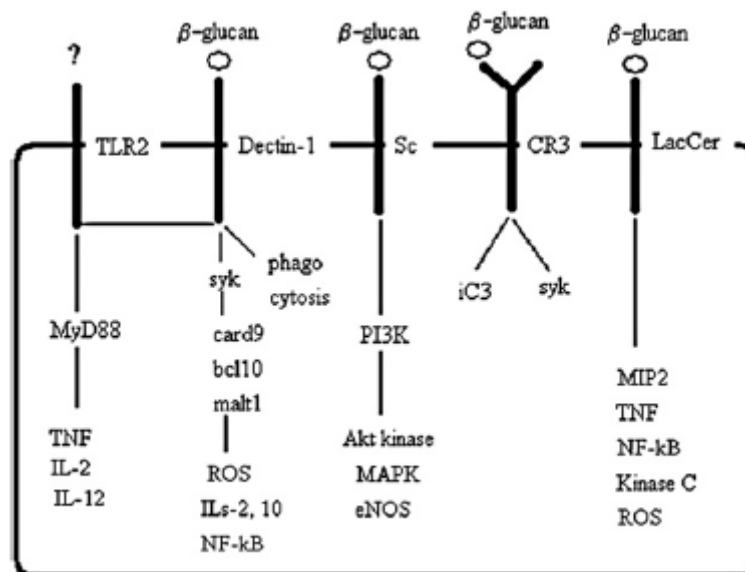 β-glucan
β-glucan
β-glucan
β-glucan
?
TLR2
Dectin-1
Sc
CR3
LacCer
syk
phago
cytosis
iC3
syk
MyD88
card9
bcl10
malt1
PI3K
MIP2
TNF
NF-kB
Kinase C
ROS
TNF
IL-2
IL-12
ROS
ILs-2, 10
NF-kB
Akt kinase
MAPK
eNOS